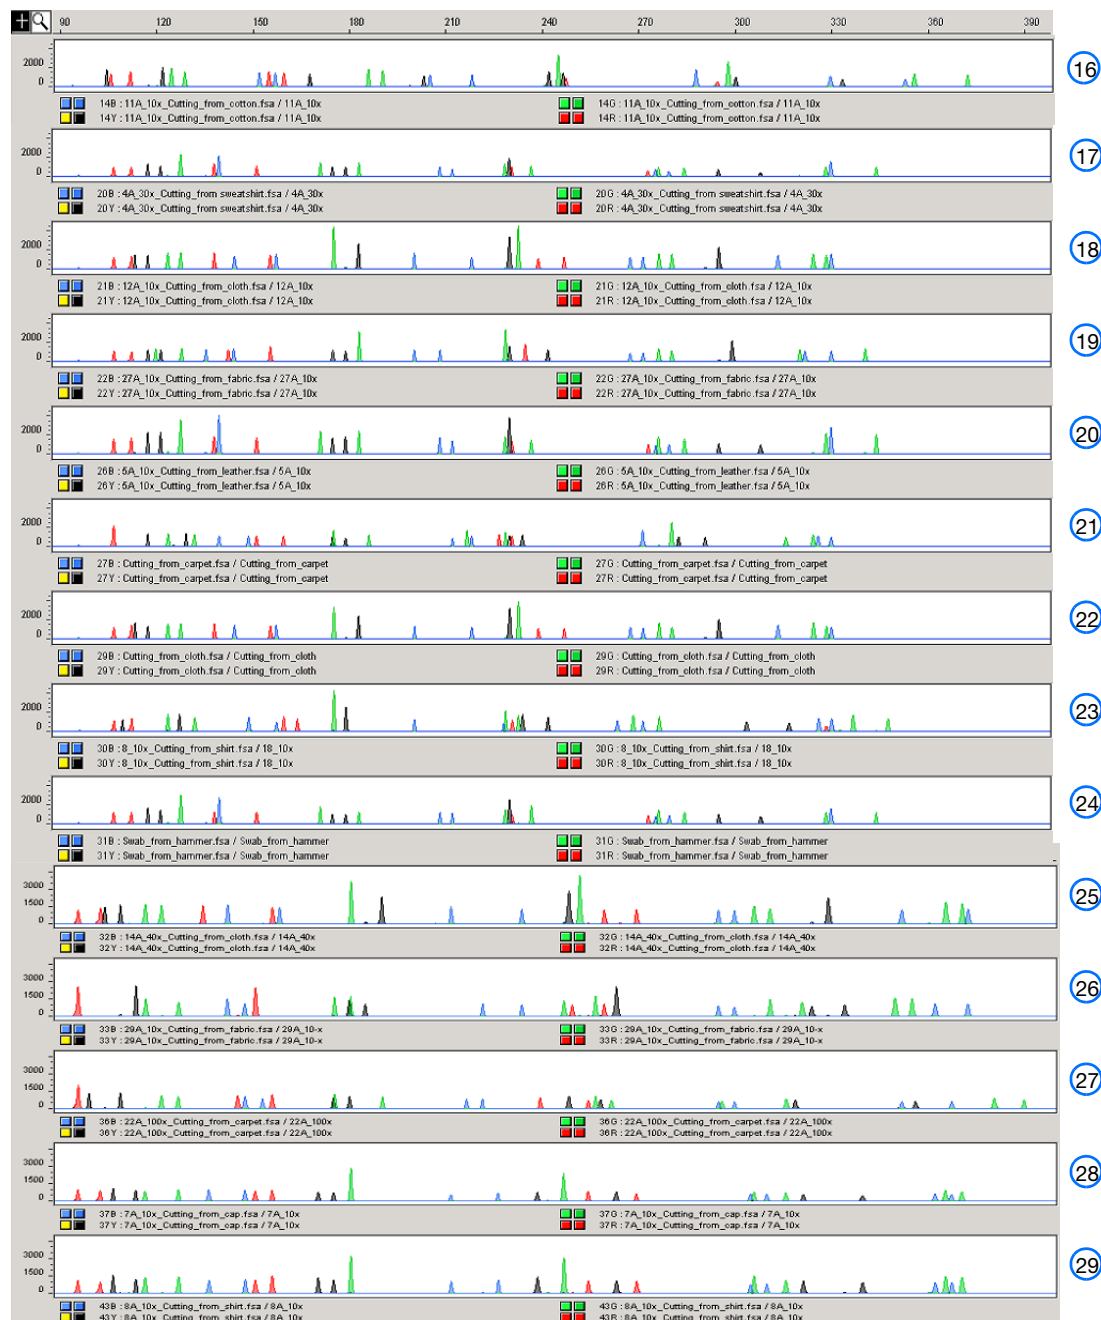 90 120 150 180 210 240 270 300 330 360 390
2000
0
16
14B : 11A_10x_Cutting_from_cotton.fsa / 11A_10x 14G : 11A_10x_Cutting_from_cotton.fsa / 11A_10x
14Y : 11A_10x_Cutting_from_cotton.fsa / 11A_10x 14R : 11A_10x_Cutting_from_cotton.fsa / 11A_10x
2000
0
17
20B : 4A_30x_Cutting_from sweatshirt.fsa / 4A_30x 20G : 4A_30x_Cutting_from sweatshirt.fsa / 4A_30x
20Y : 4A_30x_Cutting_from sweatshirt.fsa / 4A_30x 20R : 4A_30x_Cutting_from sweatshirt.fsa / 4A_30x
2000
0
18
21B : 12A_10x_Cutting_from_cloth.fsa / 12A_10x 21G : 12A_10x_Cutting_from_cloth.fsa / 12A_10x
21Y : 12A_10x_Cutting_from_cloth.fsa / 12A_10x 21R : 12A_10x_Cutting_from_cloth.fsa / 12A_10x
2000
0
19
22B : 27A_10x_Cutting_from_fabric.fsa / 27A_10x 22G : 27A_10x_Cutting_from_fabric.fsa / 27A_10x
22Y : 27A_10x_Cutting_from_fabric.fsa / 27A_10x 22R : 27A_10x_Cutting_from_fabric.fsa / 27A_10x
2000
0
20
26B : 5A_10x_Cutting_from_leather.fsa / 5A_10x 26G : 5A_10x_Cutting_from_leather.fsa / 5A_10x
26Y : 5A_10x_Cutting_from_leather.fsa / 5A_10x 26R : 5A_10x_Cutting_from_leather.fsa / 5A_10x
2000
0
21
27B : Cutting_from_carpet.fsa / Cutting_from_carpet 27G : Cutting_from_carpet.fsa / Cutting_from_carpet
27Y : Cutting_from_carpet.fsa / Cutting_from_carpet 27R : Cutting_from_carpet.fsa / Cutting_from_carpet
2000
0
22
29B : Cutting_from_cloth.fsa / Cutting_from_cloth 29G : Cutting_from_cloth.fsa / Cutting_from_cloth
29Y : Cutting_from_cloth.fsa / Cutting_from_cloth 29R : Cutting_from_cloth.fsa / Cutting_from_cloth
2000
0
23
30B : 8_10x_Cutting_from_shirt.fsa / 18_10x 30G : 8_10x_Cutting_from_shirt.fsa / 18_10x
30Y : 8_10x_Cutting_from_shirt.fsa / 18_10x 30R : 8_10x_Cutting_from_shirt.fsa / 18_10x
2000
0
24
31B : Swab_from_hammer.fsa / Swab_from_hammer 31G : Swab_from_hammer.fsa / Swab_from_hammer
31Y : Swab_from_hammer.fsa / Swab_from_hammer 31R : Swab_from_hammer.fsa / Swab_from_hammer
3000
1500
0
25
32B : 14A_40x_Cutting_from_cloth.fsa / 14A_40x 32G : 14A_40x_Cutting_from_cloth.fsa / 14A_40x
32Y : 14A_40x_Cutting_from_cloth.fsa / 14A_40x 32R : 14A_40x_Cutting_from_cloth.fsa / 14A_40x
3000
1500
0
26
33B : 29A_10x_Cutting_from_fabric.fsa / 29A_10-x 33G : 29A_10x_Cutting_from_fabric.fsa / 29A_10-x
33Y : 29A_10x_Cutting_from_fabric.fsa / 29A_10-x 33R : 29A_10x_Cutting_from_fabric.fsa / 29A_10-x
3000
1500
0
27
36B : 22A_100x_Cutting_from_carpet.fsa / 22A_100x 36G : 22A_100x_Cutting_from_carpet.fsa / 22A_100x
36Y : 22A_100x_Cutting_from_carpet.fsa / 22A_100x 36R : 22A_100x_Cutting_from_carpet.fsa / 22A_100x
3000
1500
0
28
37B : 7A_10x_Cutting_from_cap.fsa / 7A_10x 37G : 7A_10x_Cutting_from_cap.fsa / 7A_10x
37Y : 7A_10x_Cutting_from_cap.fsa / 7A_10x 37R : 7A_10x_Cutting_from_cap.fsa / 7A_10x
3000
1500
0
29
43B : 8A_10x_Cutting_from_shirt.fsa / 8A_10x 43G : 8A_10x_Cutting_from_shirt.fsa / 8A_10x
43Y : 8A_10x_Cutting_from_shirt.fsa / 8A_10x 43R : 8A_10x_Cutting_from_shirt.fsa / 8A_10x